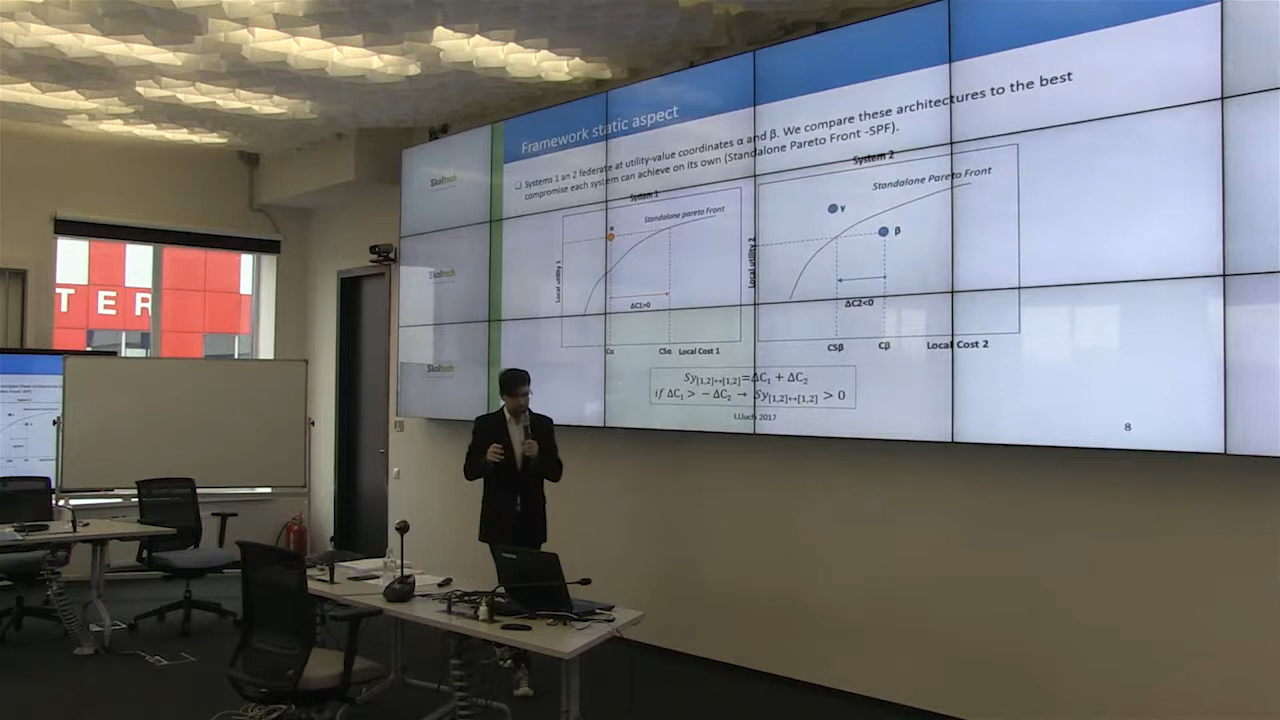 Framework static aspect
Systems 1 an 2 federate at utility-value coordinates α and β. We compare these architectures to the best
compromise each system can achieve on its own (Standalone Pareto Front -SPF).
System 1
Standalone pareto Front
α
Local utility 1
ΔC1>0
Cα
CSα
Local Cost 1
System 2
Standalone Pareto Front
γ
β
Local utility 2
ΔC2<0
CSβ
Cβ
Local Cost 2
Sy[1,2]↔[1,2]=ΔC₁ + ΔC₂
if ΔC₁ > − ΔC₂ → Sy[1,2]↔[1,2] > 0
I.Lluch 2017
8
Skoltech
Skoltech
Skoltech
TER